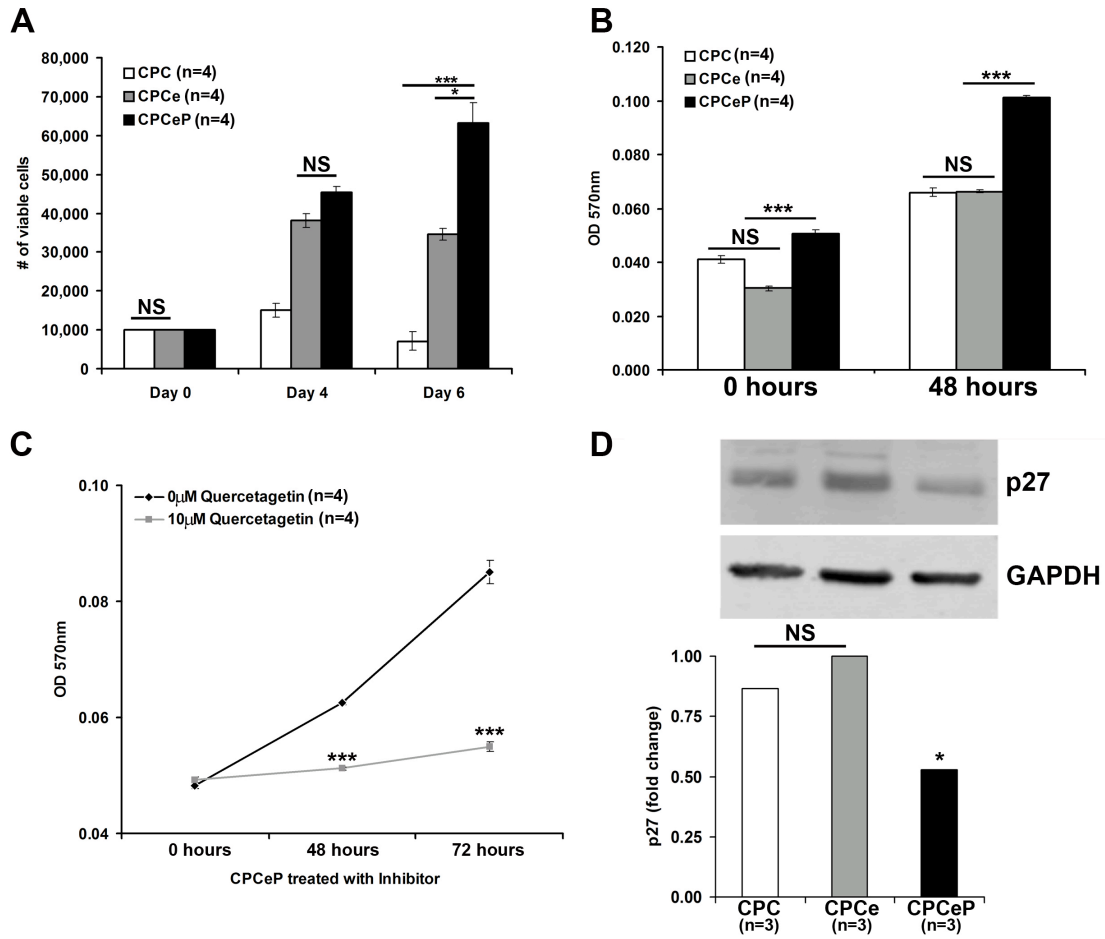 A
80,000
70,000
60,000
50,000
40,000
30,000
20,000
10,000
0
# of viable cells
CPC (n=4)
CPCe (n=4)
CPCeP (n=4)
NS
NS
***
*
Day 0
Day 4
Day 6
B
0.120
0.100
0.080
0.060
0.040
0.020
0.000
OD 570nm
CPC (n=4)
CPCe (n=4)
CPCeP (n=4)
NS
***
NS
***
0 hours
48 hours
C
0.10
0.08
0.06
0.04
OD 570nm
0µM Quercetagetin (n=4)
10µM Quercetagetin (n=4)
***
***
0 hours
48 hours
72 hours
CPCeP treated with Inhibitor
D
p27
GAPDH
NS
1.00
0.75
0.50
0.25
0.00
p27 (fold change)
*
CPC
(n=3)
CPCe
(n=3)
CPCeP
(n=3)